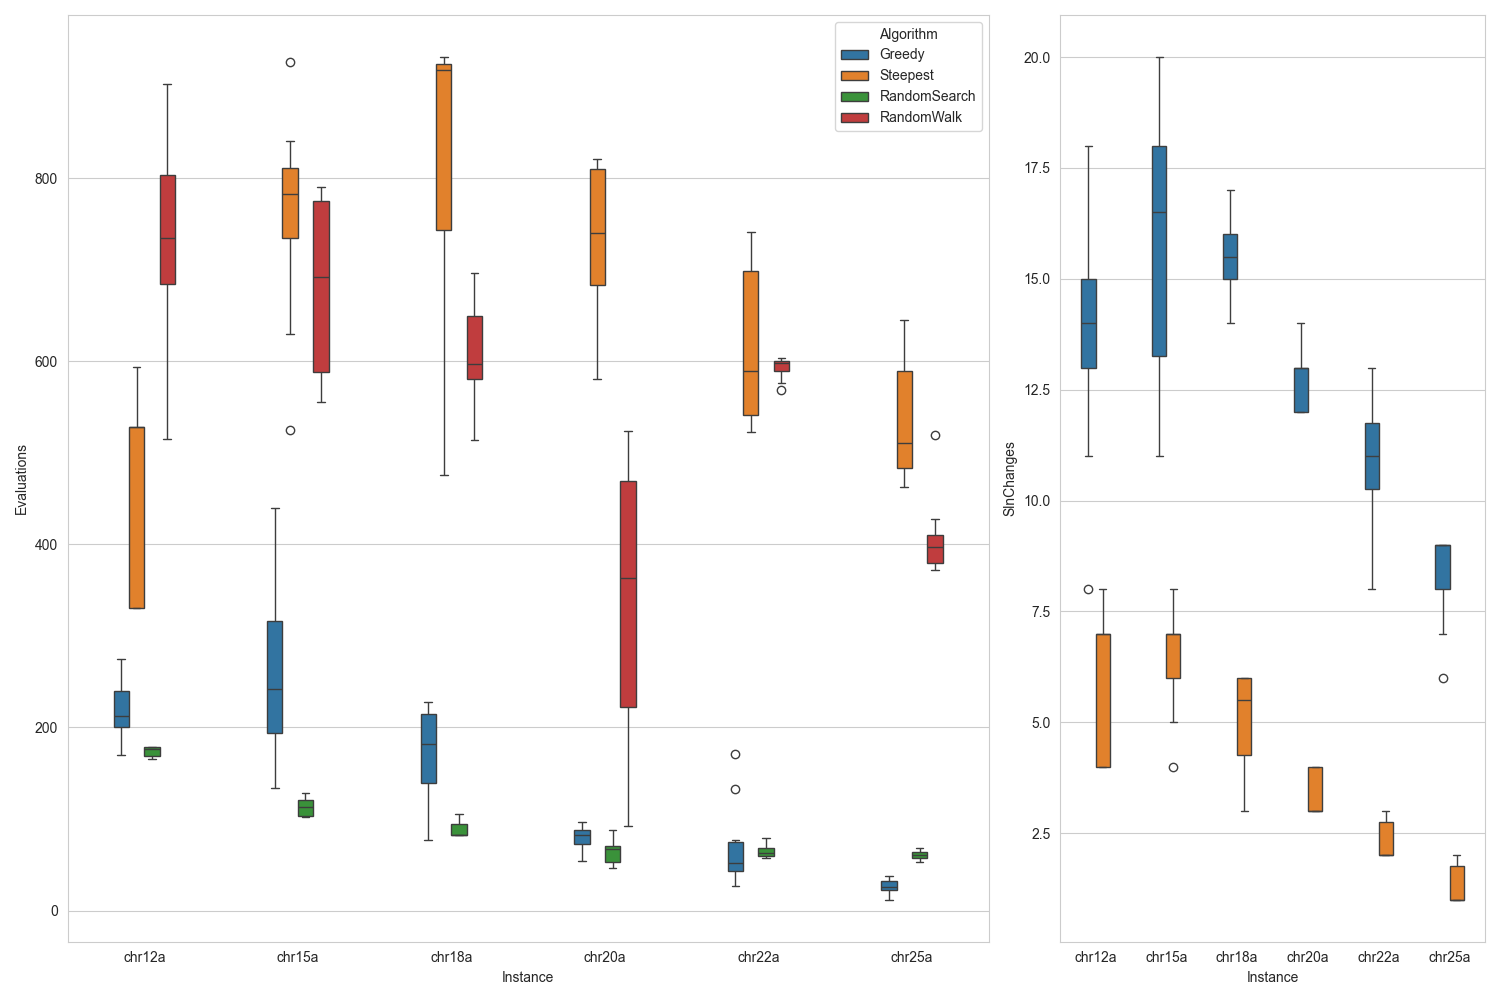 Algorithm
Greedy
Steepest
RandomSearch
RandomWalk
800
600
400
200
0
Evaluations
chr12a chr15a chr18a chr20a chr22a chr25a
Instance
20.0
17.5
15.0
12.5
10.0
7.5
5.0
2.5
SlnChanges
chr12a chr15a chr18a chr20a chr22a chr25a
Instance